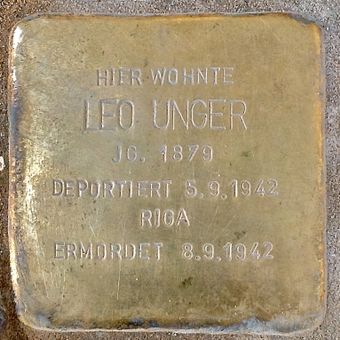 HIER WOHNTE
LEO UNGER
JG. 1879
DEPORTIERT 5.9.1942
RIGA
ERMORDET 8.9.1942